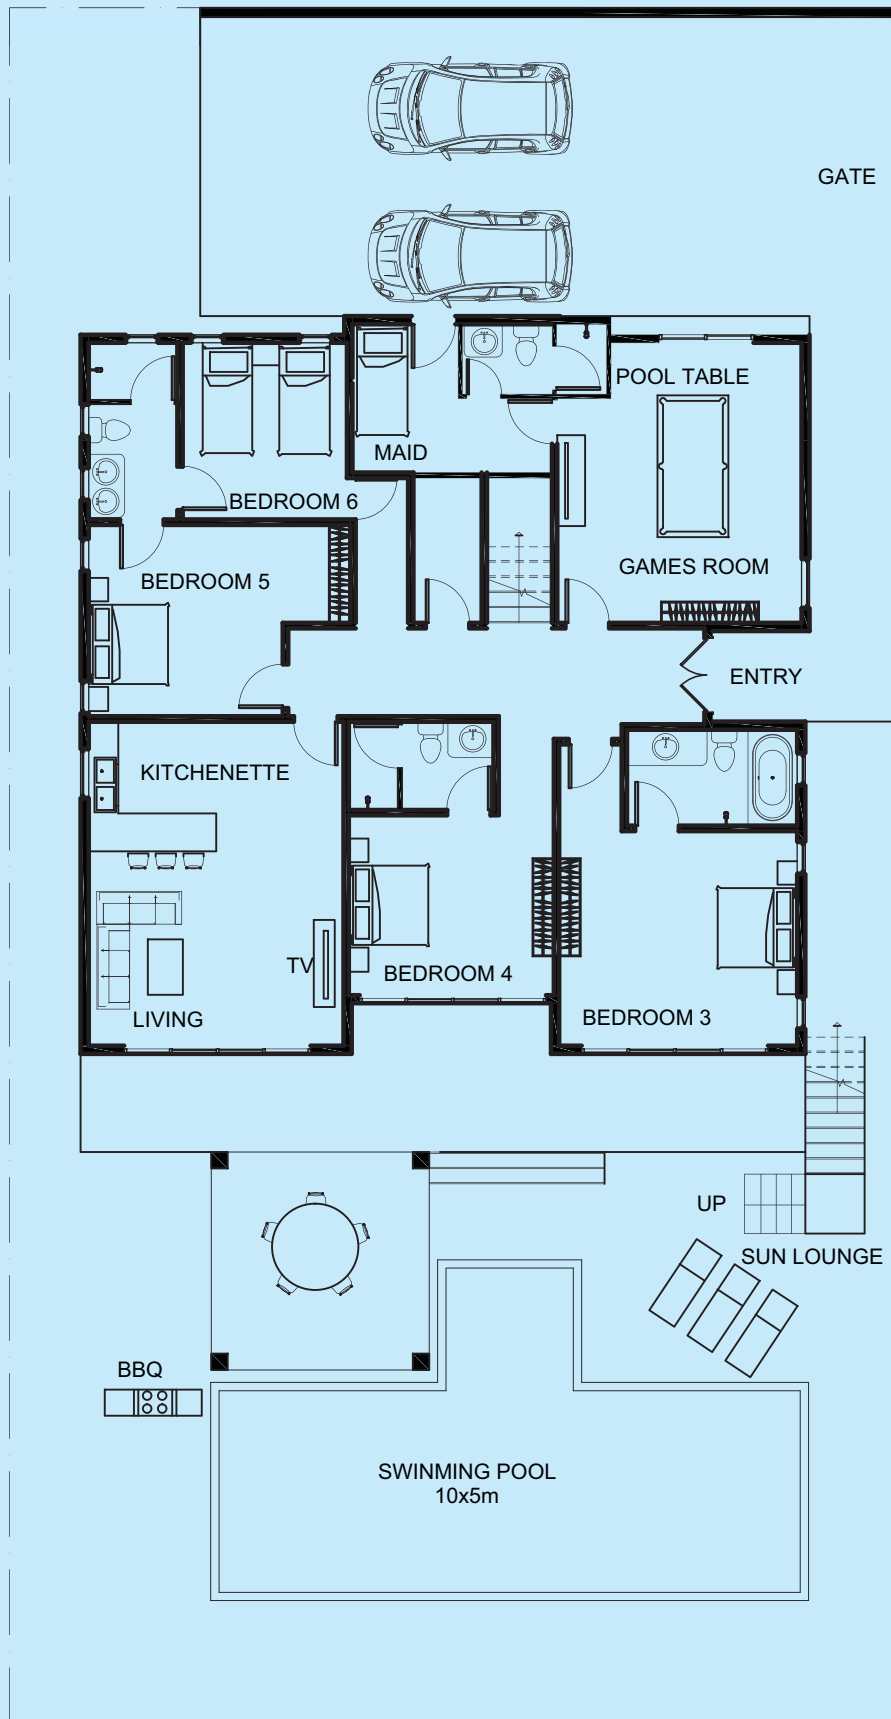 GATE
POOL TABLE
MAID
BEDROOM 6
GAMES ROOM
BEDROOM 5
ENTRY
KITCHENETTE
TV
BEDROOM 4
LIVING
BEDROOM 3
UP
SUN LOUNGE
BBQ
SWINMING POOL
10x5m